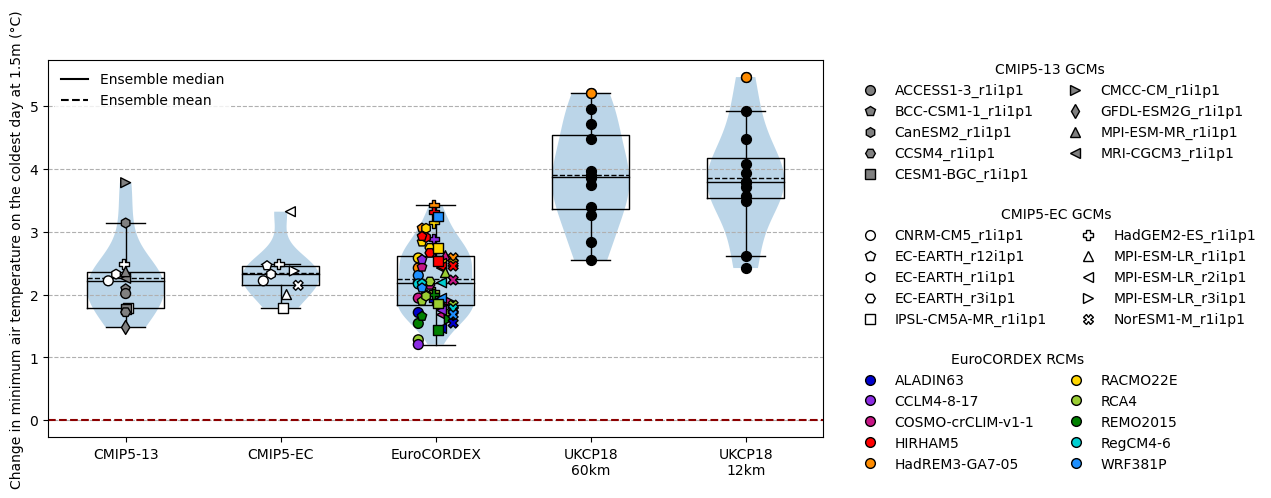 Change in minimum air temperature on the coldest day at 1.5m (°C)
Ensemble median
Ensemble mean
5
4
3
2
1
0
CMIP5-13
CMIP5-EC
EuroCORDEX
UKCP18
60km
UKCP18
12km
CMIP5-13 GCMs
ACCESS1-3_r1i1p1
BCC-CSM1-1_r1i1p1
CanESM2_r1i1p1
CCSM4_r1i1p1
CESM1-BGC_r1i1p1
CMCC-CM_r1i1p1
GFDL-ESM2G_r1i1p1
MPI-ESM-MR_r1i1p1
MRI-CGCM3_r1i1p1
CMIP5-EC GCMs
CNRM-CM5_r1i1p1
EC-EARTH_r12i1p1
EC-EARTH_r1i1p1
EC-EARTH_r3i1p1
IPSL-CM5A-MR_r1i1p1
HadGEM2-ES_r1i1p1
MPI-ESM-LR_r1i1p1
MPI-ESM-LR_r2i1p1
MPI-ESM-LR_r3i1p1
NorESM1-M_r1i1p1
EuroCORDEX RCMs
ALADIN63
CCLM4-8-17
COSMO-crCLIM-v1-1
HIRHAM5
HadREM3-GA7-05
RACMO22E
RCA4
REMO2015
RegCM4-6
WRF381P